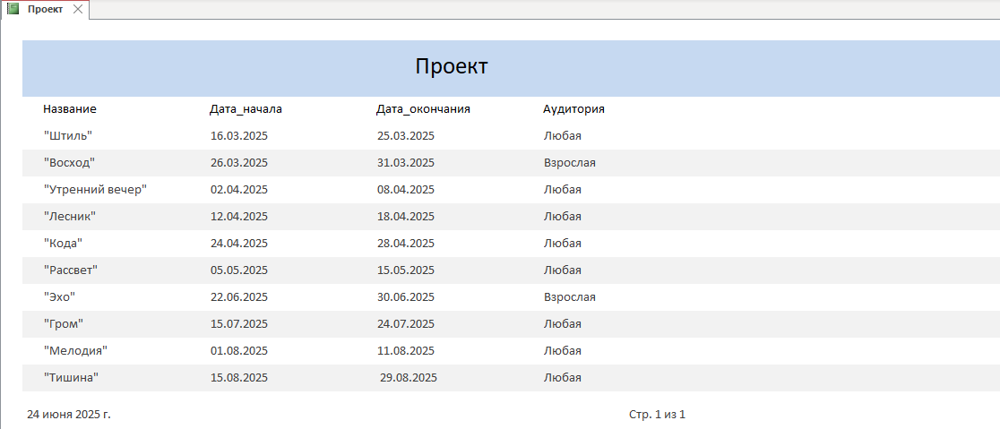 Проект
Проект
Название Дата_начала Дата_окончания Аудитория
"Штиль" 16.03.2025 25.03.2025 Любая
"Восход" 26.03.2025 31.03.2025 Взрослая
"Утренний вечер" 02.04.2025 08.04.2025 Любая
"Лесник" 12.04.2025 18.04.2025 Любая
"Кода" 24.04.2025 28.04.2025 Любая
"Рассвет" 05.05.2025 15.05.2025 Любая
"Эхо" 22.06.2025 30.06.2025 Взрослая
"Гром" 15.07.2025 24.07.2025 Любая
"Мелодия" 01.08.2025 11.08.2025 Любая
"Тишина" 15.08.2025 29.08.2025 Любая
24 июня 2025 г. Стр. 1 из 1